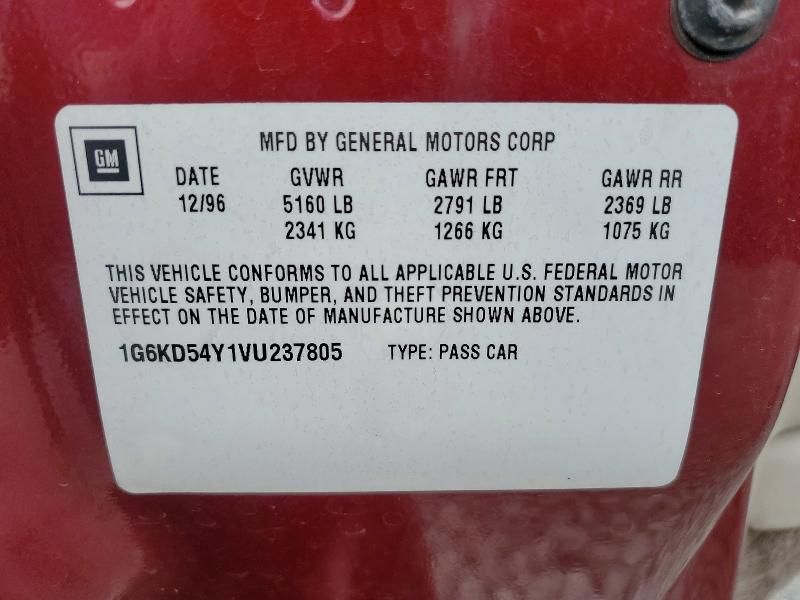 GM
MFD BY GENERAL MOTORS CORP
DATE GVWR GAWR FRT GAWR RR
12/96 5160 LB 2791 LB 2369 LB
2341 KG 1266 KG 1075 KG
THIS VEHICLE CONFORMS TO ALL APPLICABLE U.S. FEDERAL MOTOR
VEHICLE SAFETY, BUMPER, AND THEFT PREVENTION STANDARDS IN
EFFECT ON THE DATE OF MANUFACTURE SHOWN ABOVE.
1G6KD54Y1VU237805 TYPE: PASS CAR